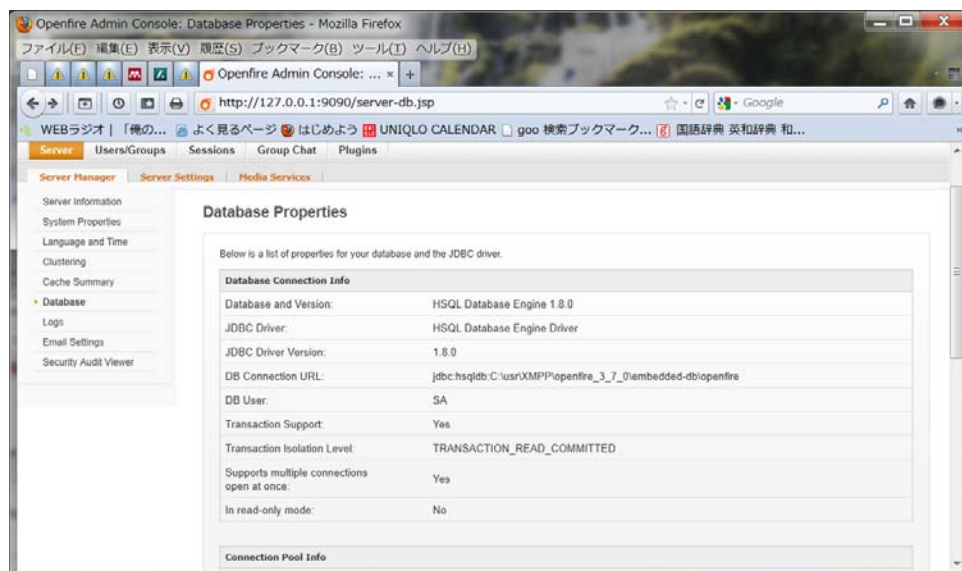 Openfire Admin Console: Database Properties - Mozilla Firefox
ファイル(F) 編集(E) 表示(V) 履歴(S) ブックマーク(B) ツール(T) ヘルプ(H)
Openfire Admin Console: ... × +
http://127.0.0.1:9090/server-db.jsp Google
WEBラジオ | 「俺の... よく見るページ はじめよう UNIQLO CALENDAR goo 検索ブックマーク... 国語辞典 英和辞典 和...
Server Users/Groups Sessions Group Chat Plugins
Server Manager Server Settings Media Services
Server Information
System Properties
Language and Time
Clustering
Cache Summary
Database
Logs
Email Settings
Security Audit Viewer
Database Properties
Below is a list of properties for your database and the JDBC driver.
Database Connection Info
Database and Version: HSQL Database Engine 1.8.0
JDBC Driver: HSQL Database Engine Driver
JDBC Driver Version: 1.8.0
DB Connection URL: jdbc:hsqldb:C:\usr\XMPP\openfire_3_7_0\embedded-db\openfire
DB User: SA
Transaction Support: Yes
Transaction Isolation Level: TRANSACTION_READ_COMMITTED
Supports multiple connections
open at once: Yes
In read-only mode: No
Connection Pool Info